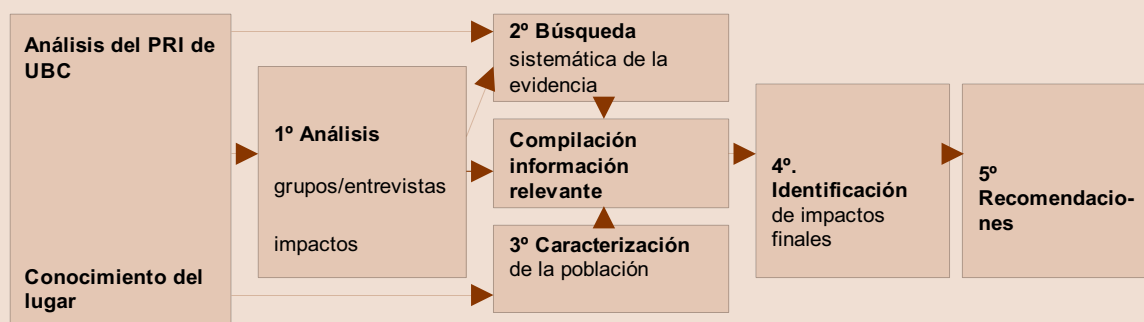 Análisis del PRI de
UBC
Conocimiento del
lugar
1º Análisis
grupos/entrevistas
impactos
2º Búsqueda
sistemática de la
evidencia
Compilación
información
relevante
3º Caracterización
de la población
4º.
Identificación
de impactos
finales
5º
Recomendacio-
nes